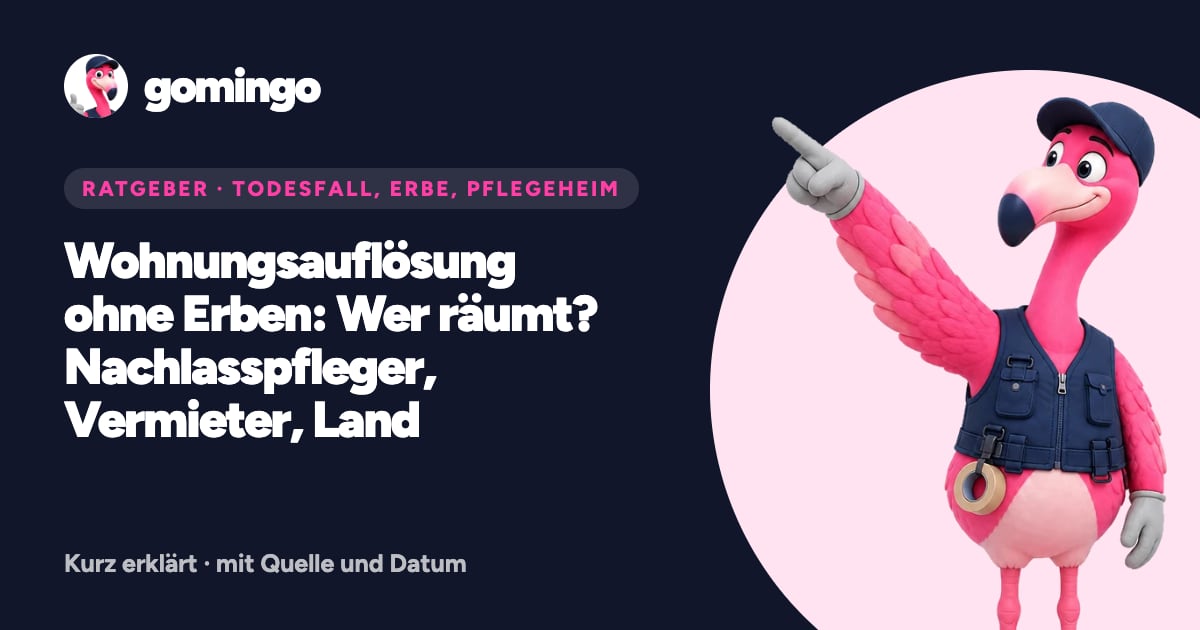 gomingo
RATGEBER · TODESFALL, ERBE, PFLEGEHEIM
Wohnungsauflösung
ohne Erben: Wer räumt?
Nachlasspfleger,
Vermieter, Land
Kurz erklärt · mit Quelle und Datum